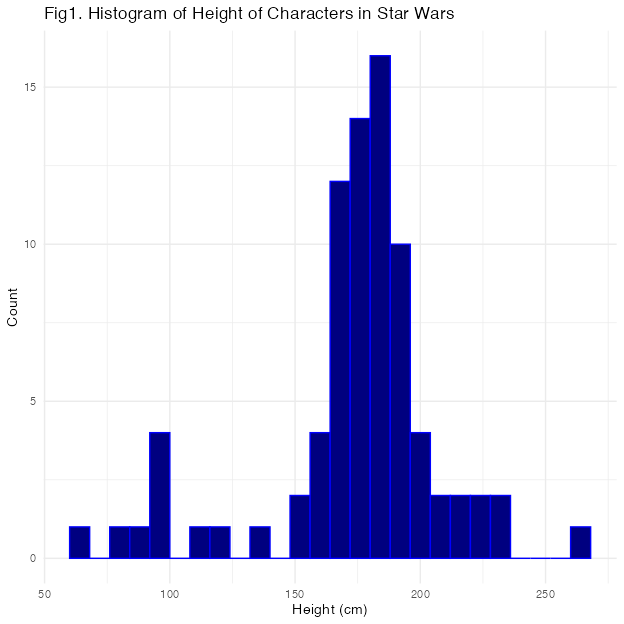 Fig1. Histogram of Height of Characters in Star Wars
15
10
5
0
Count
50 100 150 200 250
Height (cm)